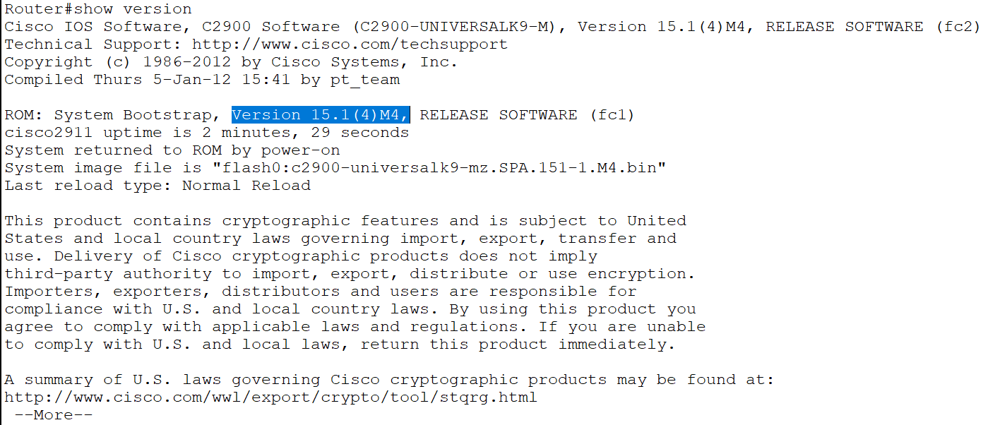 Router#show version
Cisco IOS Software, C2900 Software (C2900-UNIVERSALK9-M), Version 15.1(4)M4, RELEASE SOFTWARE (fc2)
Technical Support: http://www.cisco.com/techsupport
Copyright (c) 1986-2012 by Cisco Systems, Inc.
Compiled Thurs 5-Jan-12 15:41 by pt_team

ROM: System Bootstrap, Version 15.1(4)M4, RELEASE SOFTWARE (fc1)
cisco2911 uptime is 2 minutes, 29 seconds
System returned to ROM by power-on
System image file is "flash0:c2900-universalk9-mz.SPA.151-1.M4.bin"
Last reload type: Normal Reload

This product contains cryptographic features and is subject to United
States and local country laws governing import, export, transfer and
use. Delivery of Cisco cryptographic products does not imply
third-party authority to import, export, distribute or use encryption.
Importers, exporters, distributors and users are responsible for
compliance with U.S. and local country laws. By using this product you
agree to comply with applicable laws and regulations. If you are unable
to comply with U.S. and local laws, return this product immediately.

A summary of U.S. laws governing Cisco cryptographic products may be found at:
http://www.cisco.com/wwl/export/crypto/tool/stqrg.html
--More--